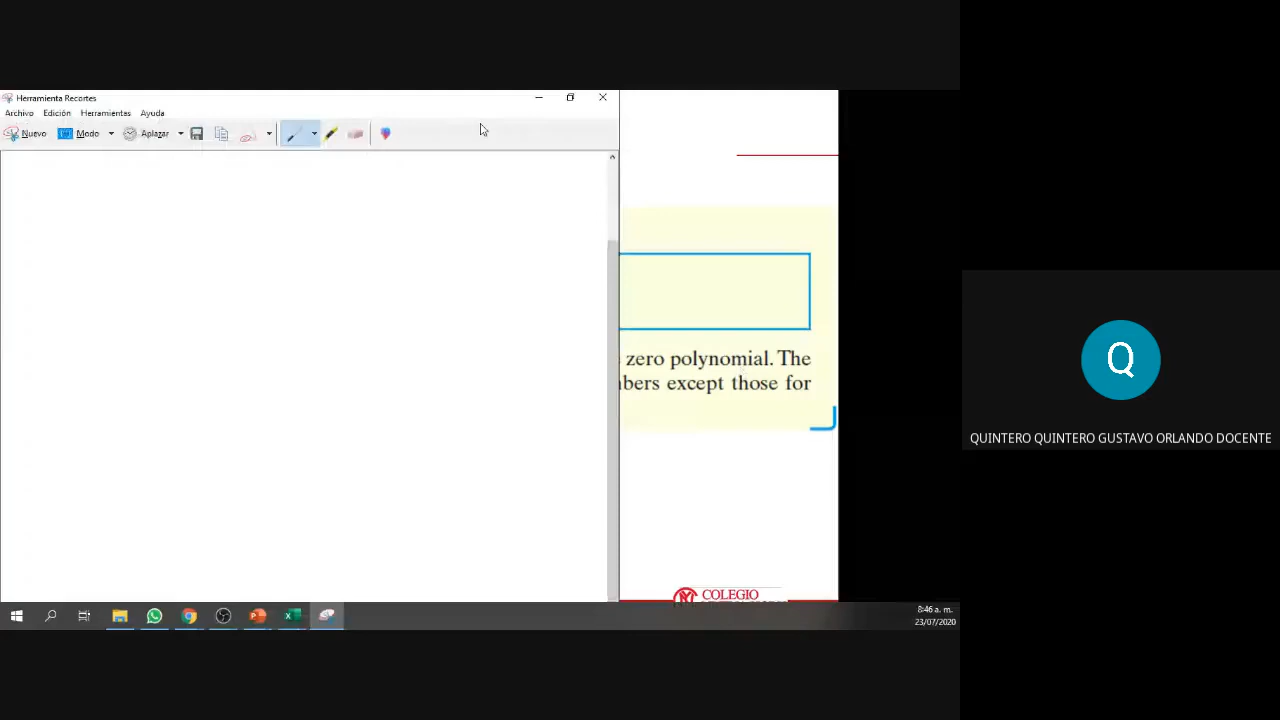 Herramienta Recortes
Archivo Edición Herramientas Ayuda
Nuevo Modo Aplazar
zero polynomial. The
except those for
COLEGIO
8:46 a. m.
23/07/2020
Q
QUINTERO QUINTERO GUSTAVO ORLANDO DOCENTE